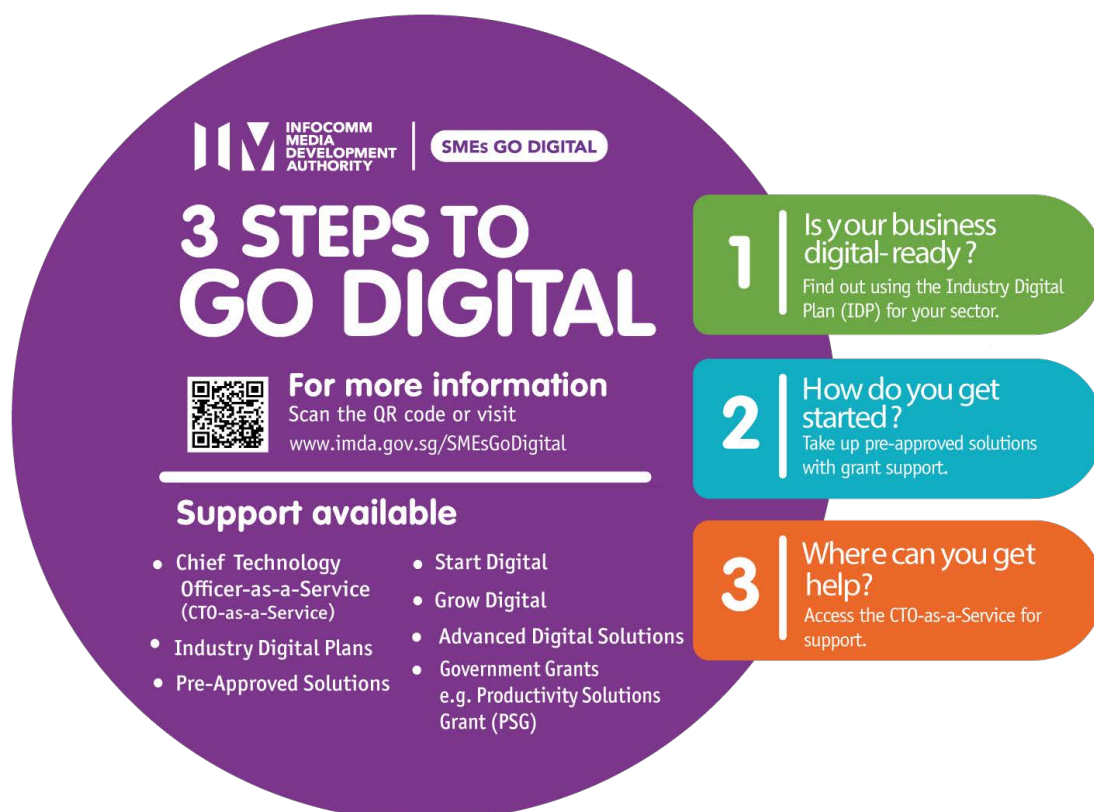 INFOCOMM
MEDIA
DEVELOPMENT
AUTHORITY
SMEs GO DIGITAL
3 STEPS TO
GO DIGITAL
For more information
Scan the QR code or visit
www.imda.gov.sg/SMEsGoDigital
Support available
• Chief Technology
Officer-as-a-Service
(CTO-as-a-Service)
• Industry Digital Plans
• Pre-Approved Solutions
• Start Digital
• Grow Digital
• Advanced Digital Solutions
• Government Grants
e.g. Productivity Solutions
Grant (PSG)
1
Is your business
digital-ready?
Find out using the Industry Digital
Plan (IDP) for your sector.
2
How do you get
started?
Take up pre-approved solutions
with grant support.
3
Where can you get
help?
Access the CTO-as-a-Service for
support.